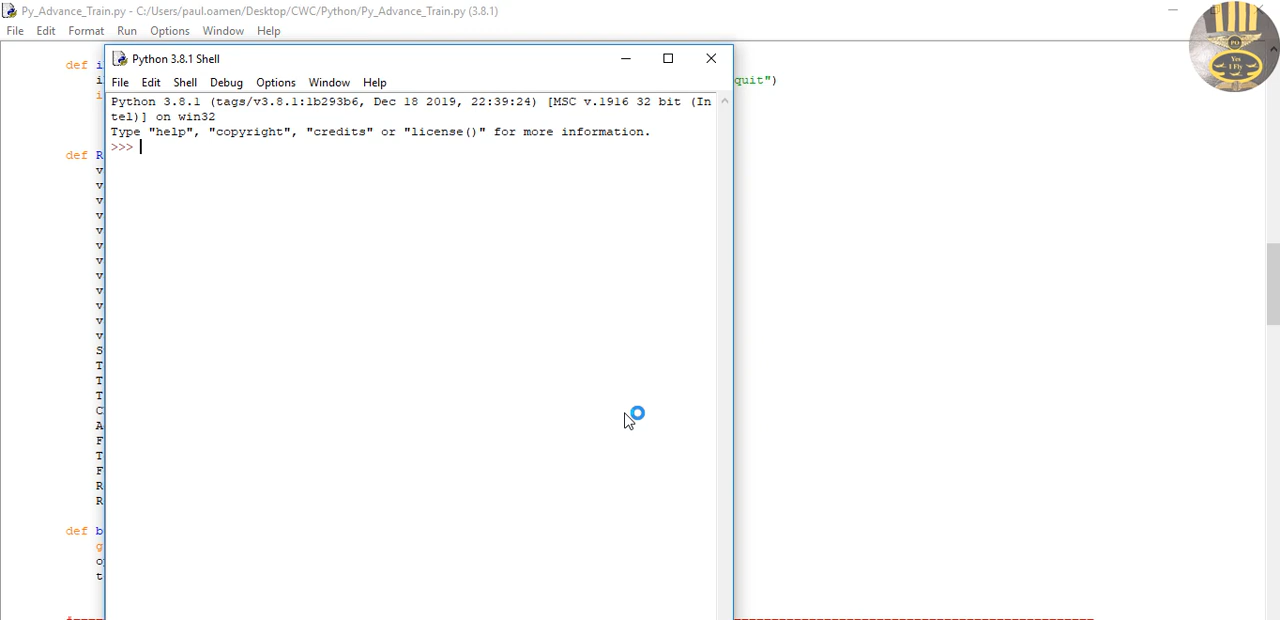 Py_Advance_Train.py - C:/Users/paul.oamen/Desktop/CWC/Python/Py_Advance_Train.py (3.8.1)
File Edit Format Run Options Window Help
def i
quit")
i
i
Python 3.8.1 Shell
File Edit Shell Debug Options Window Help
Python 3.8.1 (tags/v3.8.1:1b293b6, Dec 18 2019, 22:39:24) [MSC v.1916 32 bit (In
tel)] on win32
Type "help", "copyright", "credits" or "license()" for more information.
>>>
def R
v
v
v
v
v
v
v
v
v
v
v
v
S
T
T
T
C
A
F
T
F
R
R
def b
g
o
t
PO
Yes
I Fly